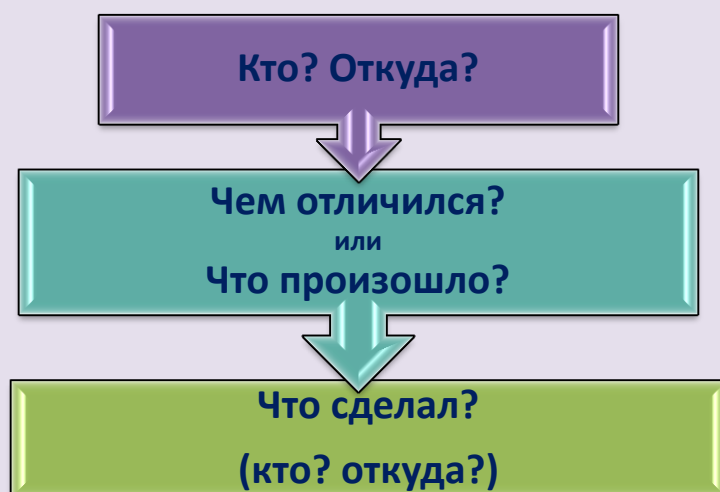 Кто? Откуда?
Чем отличился?
или
Что произошло?
Что сделал?
(кто? откуда?)